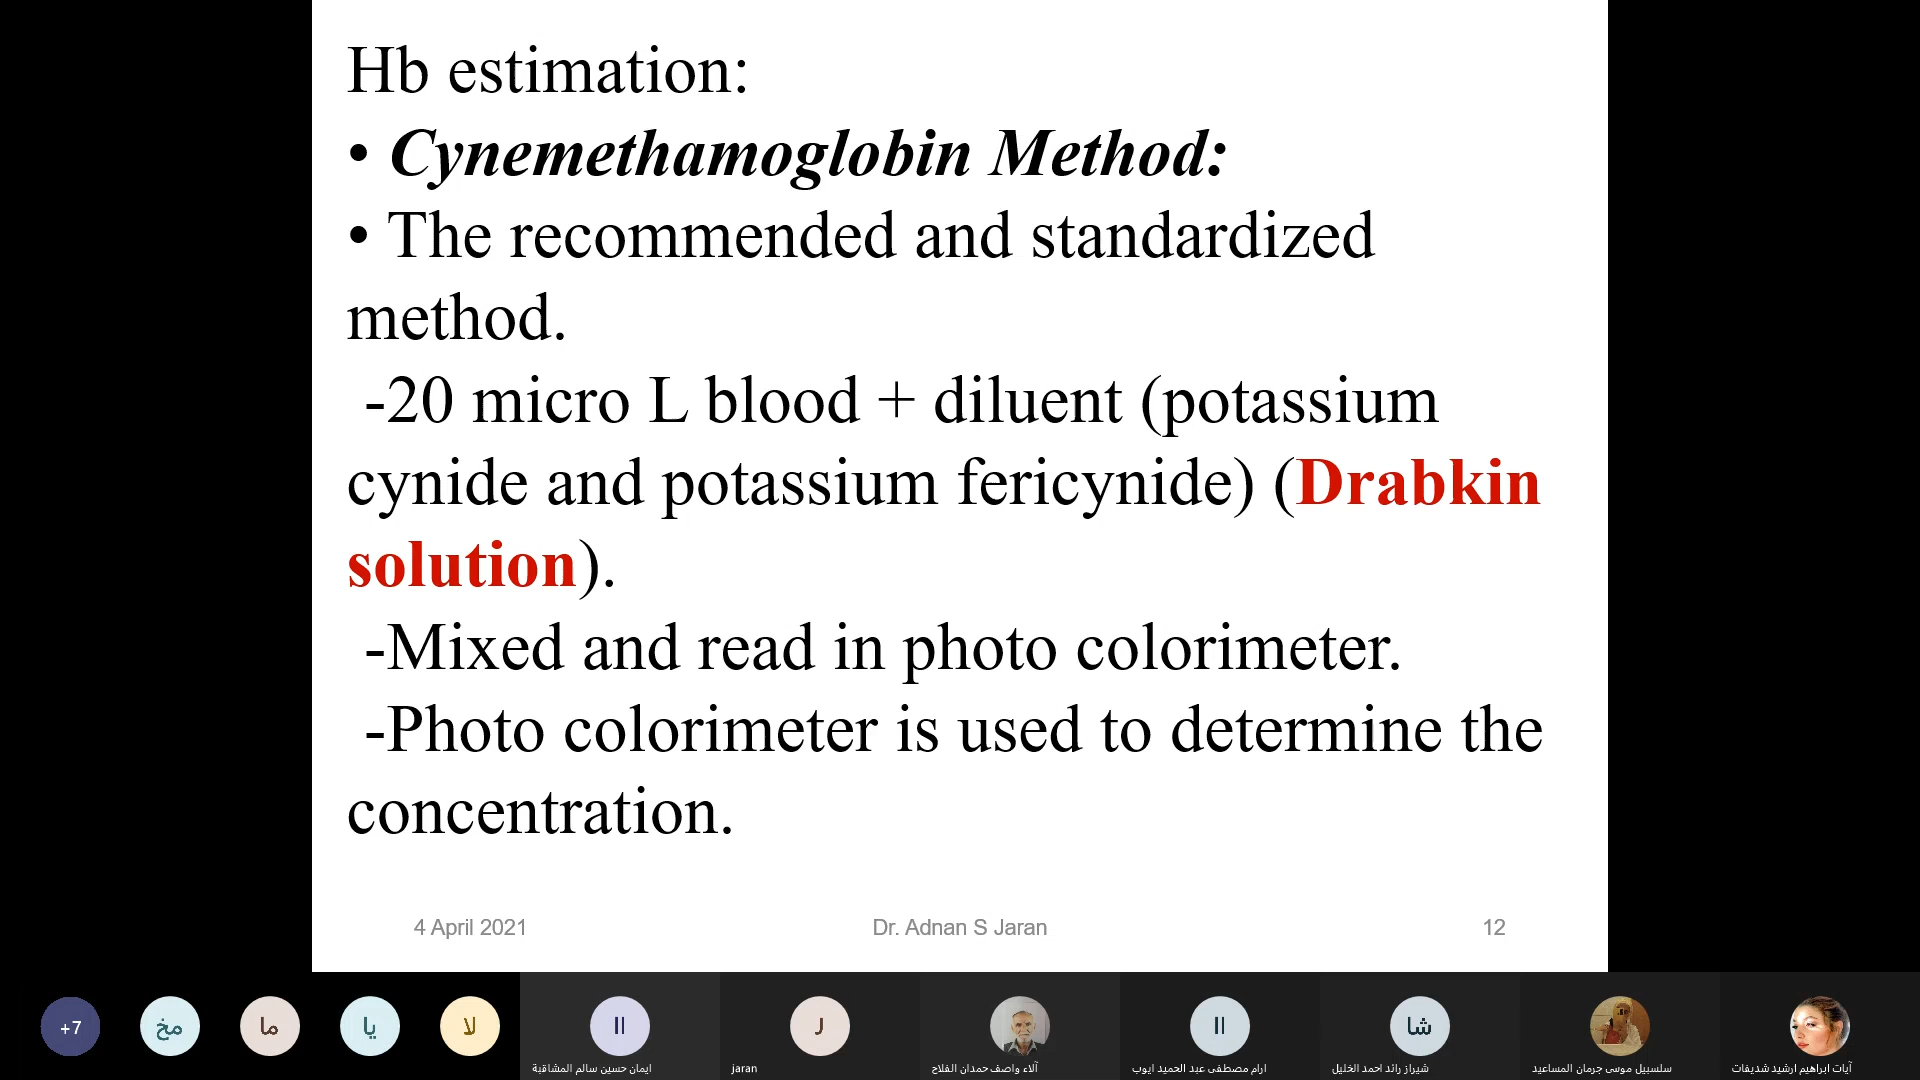 Hb estimation:
• Cynemethamoglobin Method:
• The recommended and standardized
method.
-20 micro L blood + diluent (potassium
cynide and potassium fericynide) (Drabkin
solution).
-Mixed and read in photo colorimeter.
-Photo colorimeter is used to determine the
concentration.
4 April 2021 Dr. Adnan S Jaran 12
+7 مخ ما يا لا اا J اا شا
ايمان حسين سالم المشاقبة jaran آلاء واصف حمدان الفلاح ارام مصطفى عبد الحميد ايوب شيراز رائد احمد الخليل سلسبيل موسى جرمان المساعيد آيات ابراهيم ارشيد شديفات